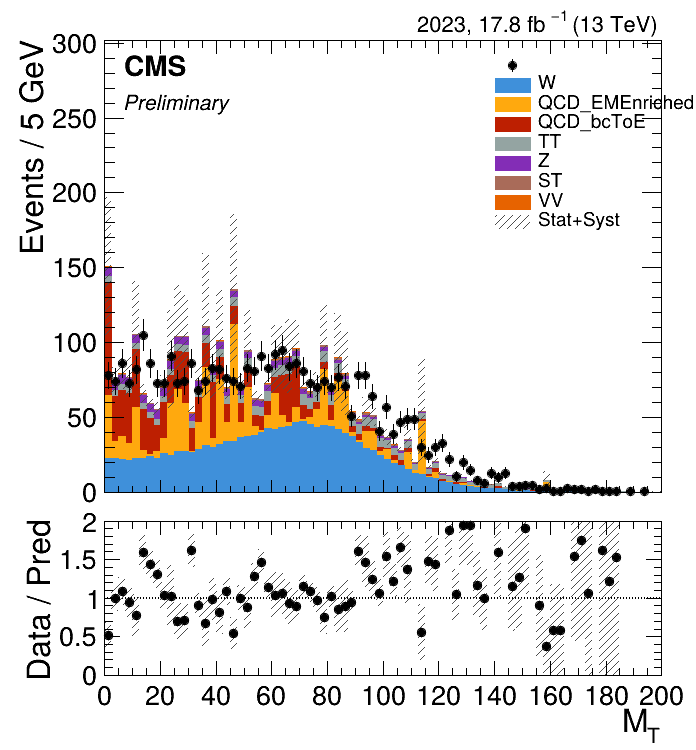 2023, 17.8 fb⁻¹ (13 TeV)
Events / 5 GeV
300
250
200
150
100
50
0
CMS
Preliminary
W
QCD_EMEnriched
QCD_bcToE
TT
Z
ST
VV
Stat+Syst
Data / Pred
2
1.5
1
0.5
0
0 20 40 60 80 100 120 140 160 180 200
M_T